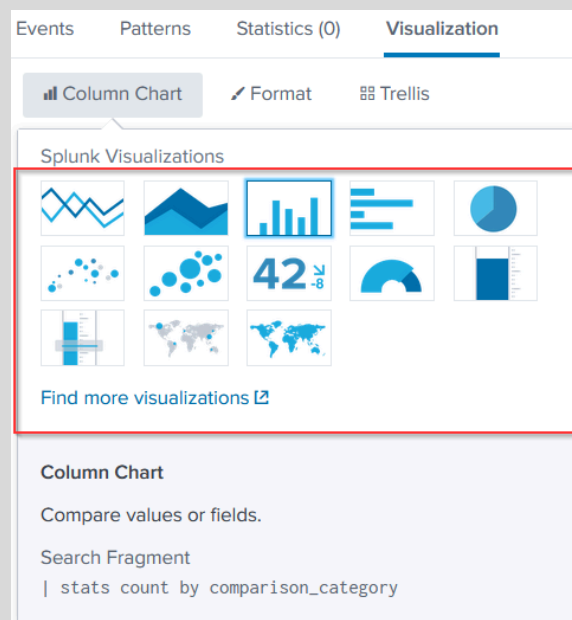 Events Patterns Statistics (0) Visualization
Column Chart Format Trellis
Splunk Visualizations
42 -8
Find more visualizations
Column Chart
Compare values or fields.
Search Fragment
| stats count by comparison_category